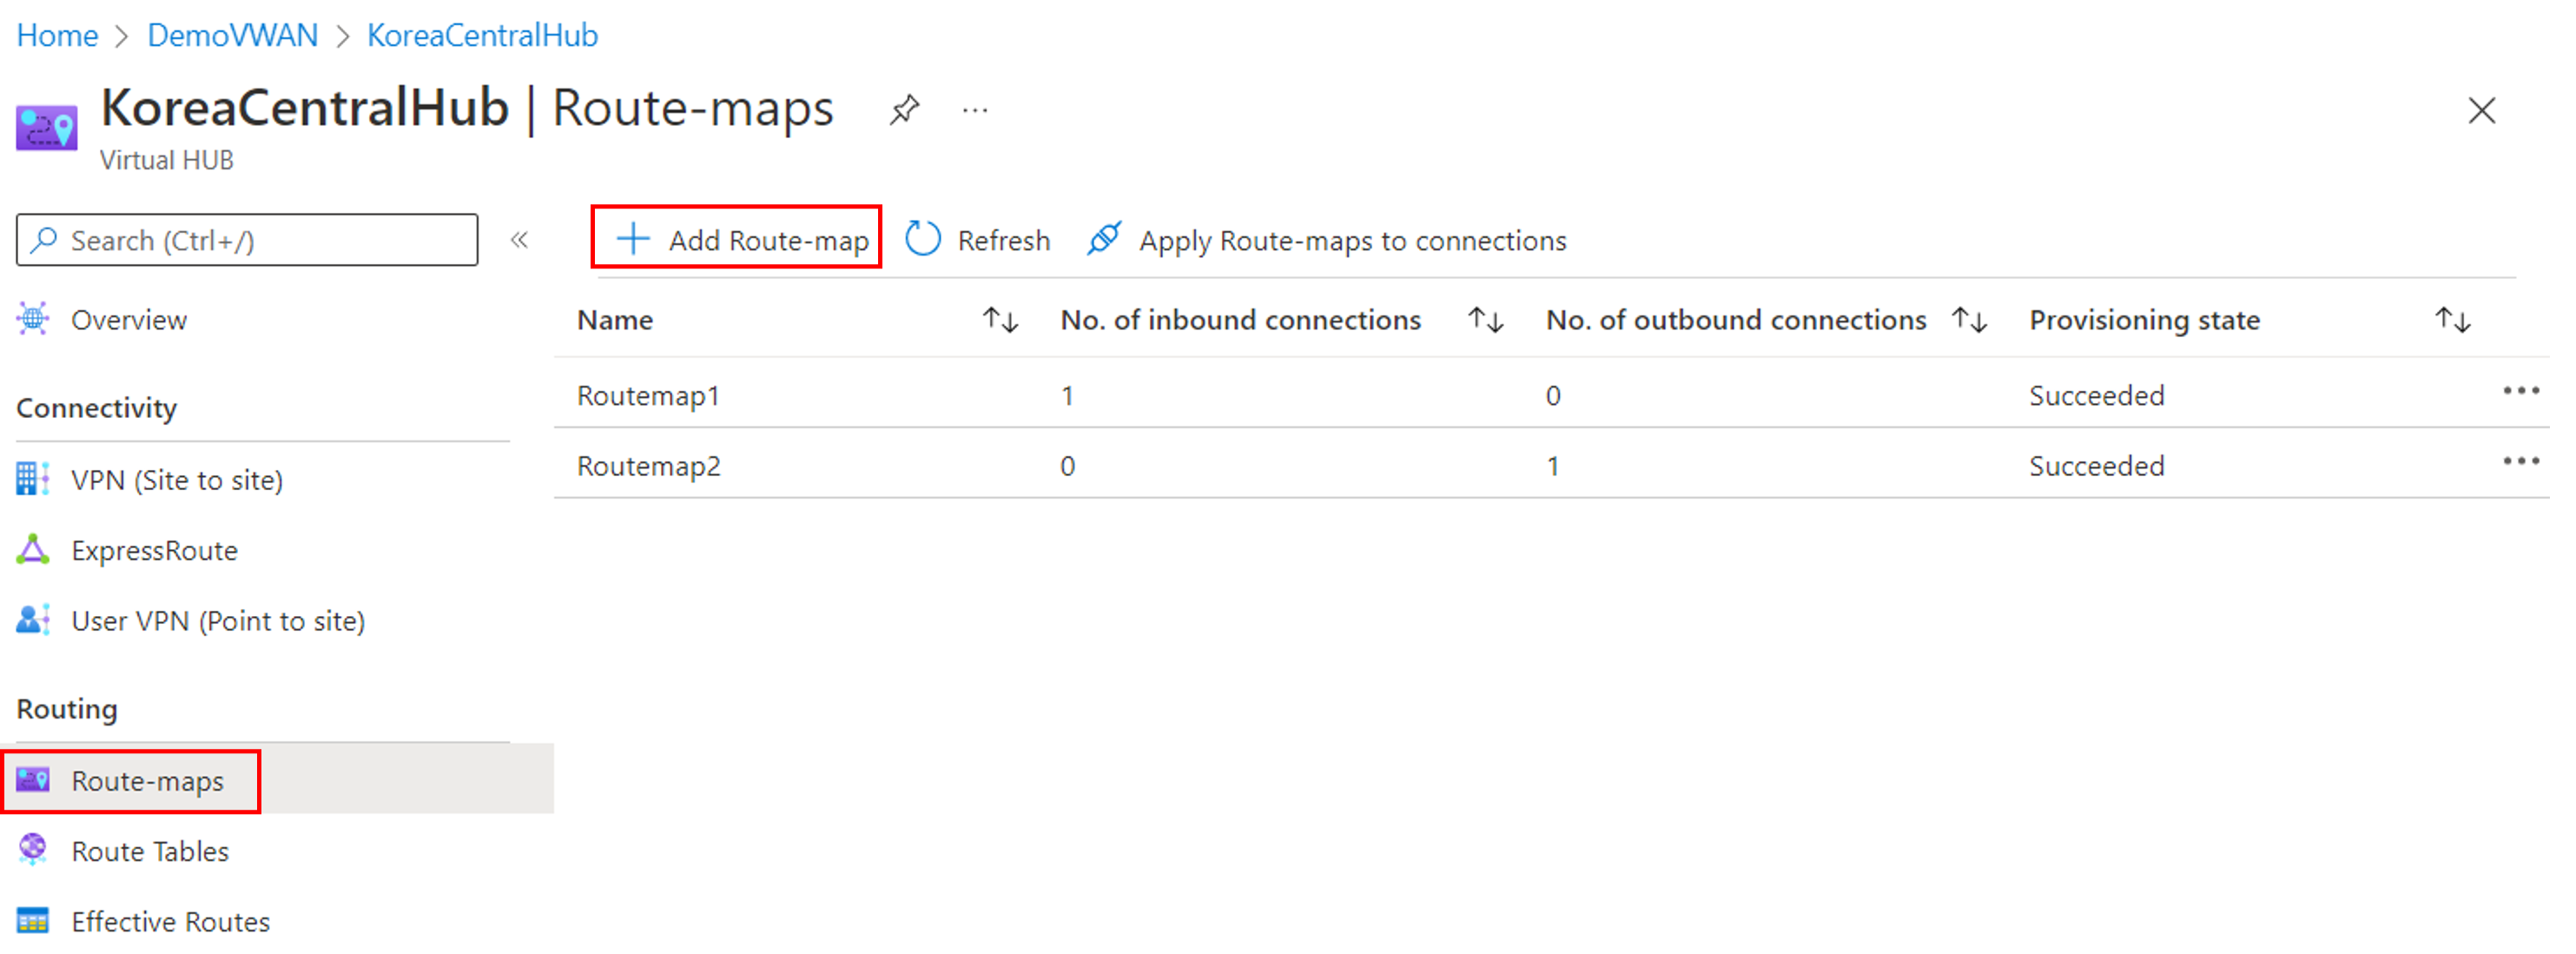 Home > DemoVWAN > KoreaCentralHub
KoreaCentralHub | Route-maps
Virtual HUB
Search (Ctrl+/)
Add Route-map Refresh Apply Route-maps to connections
Overview
Connectivity
VPN (Site to site)
ExpressRoute
User VPN (Point to site)
Routing
Route-maps
Route Tables
Effective Routes
Name No. of inbound connections No. of outbound connections Provisioning state
Routemap1 1 0 Succeeded
Routemap2 0 1 Succeeded